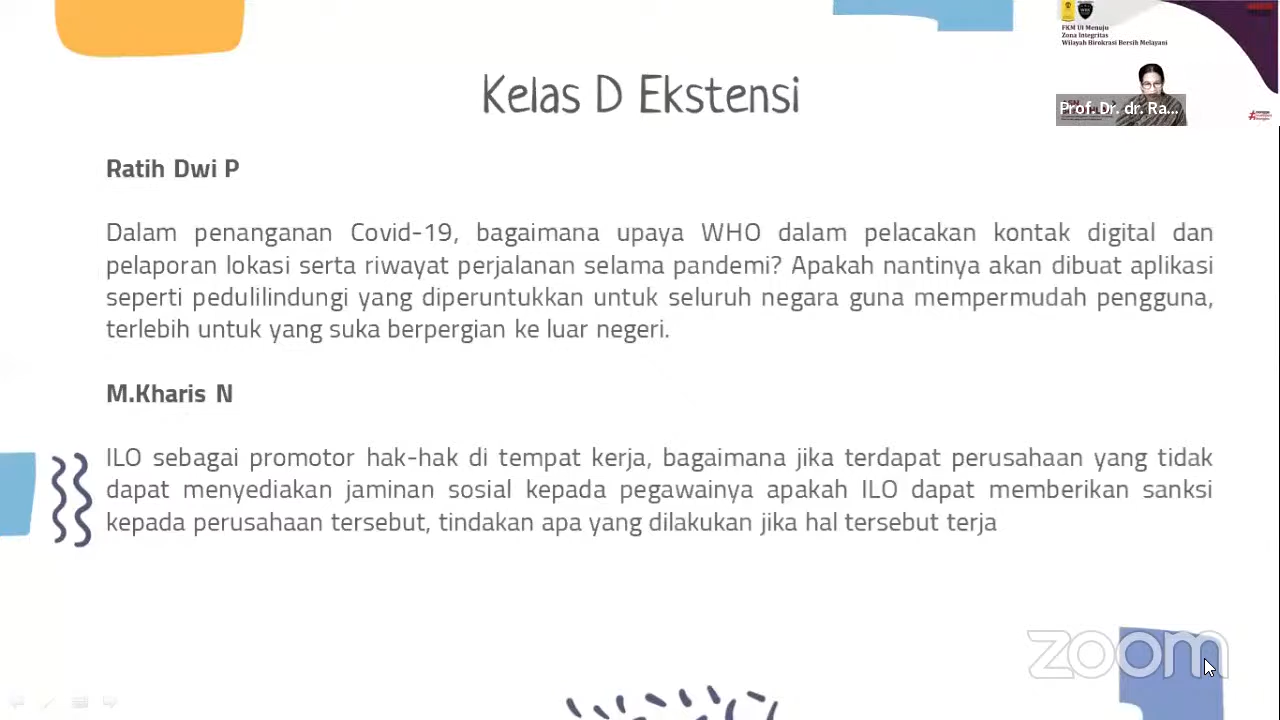 FKM UI Menuju
Zona Integritas
Wilayah Birokrasi Bersih Melayani
Prof. Dr. dr. Ra...
Kelas D Ekstensi
Ratih Dwi P
Dalam penanganan Covid-19, bagaimana upaya WHO dalam pelacakan kontak digital dan
pelaporan lokasi serta riwayat perjalanan selama pandemi? Apakah nantinya akan dibuat aplikasi
seperti pedulilindungi yang diperuntukkan untuk seluruh negara guna mempermudah pengguna,
terlebih untuk yang suka berpergian ke luar negeri.
M.Kharis N
ILO sebagai promotor hak-hak di tempat kerja, bagaimana jika terdapat perusahaan yang tidak
dapat menyediakan jaminan sosial kepada pegawainya apakah ILO dapat memberikan sanksi
kepada perusahaan tersebut, tindakan apa yang dilakukan jika hal tersebut terja
zoom